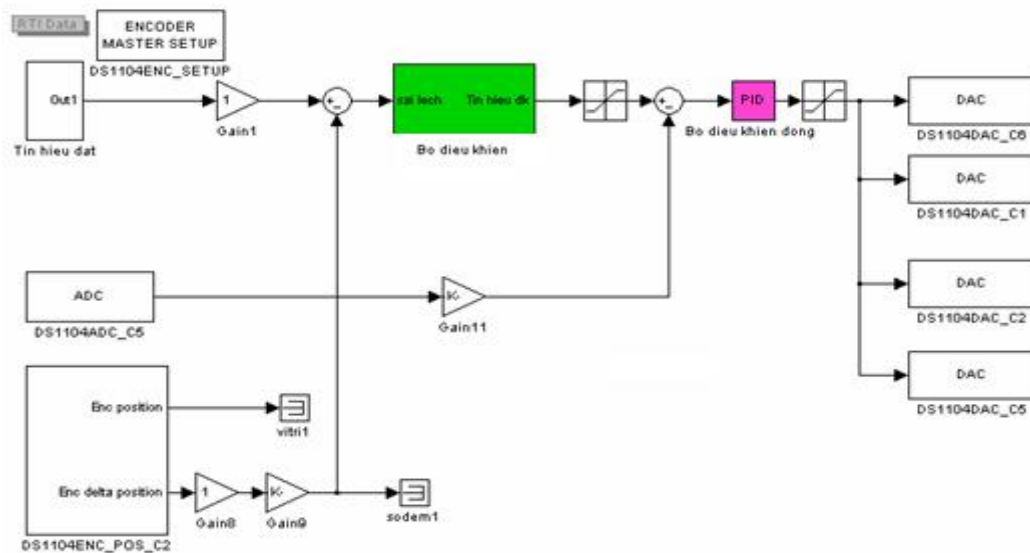 RTI Data
ENCODER
MASTER SETUP
DS1104ENC_SETUP
Out1
Tin hieu dat
1
Gain1
sai lech
Tin hieu dk
Bo dieu khien
PID
Bo dieu khien dong
DAC
DS1104DAC_C6
DAC
DS1104DAC_C1
DAC
DS1104DAC_C2
DAC
DS1104DAC_C5
ADC
DS1104ADC_C5
K-
Gain11
Enc position
vitri1
Enc delta position
1
Gain8
K-
Gain9
sodem1
DS1104ENC_POS_C2